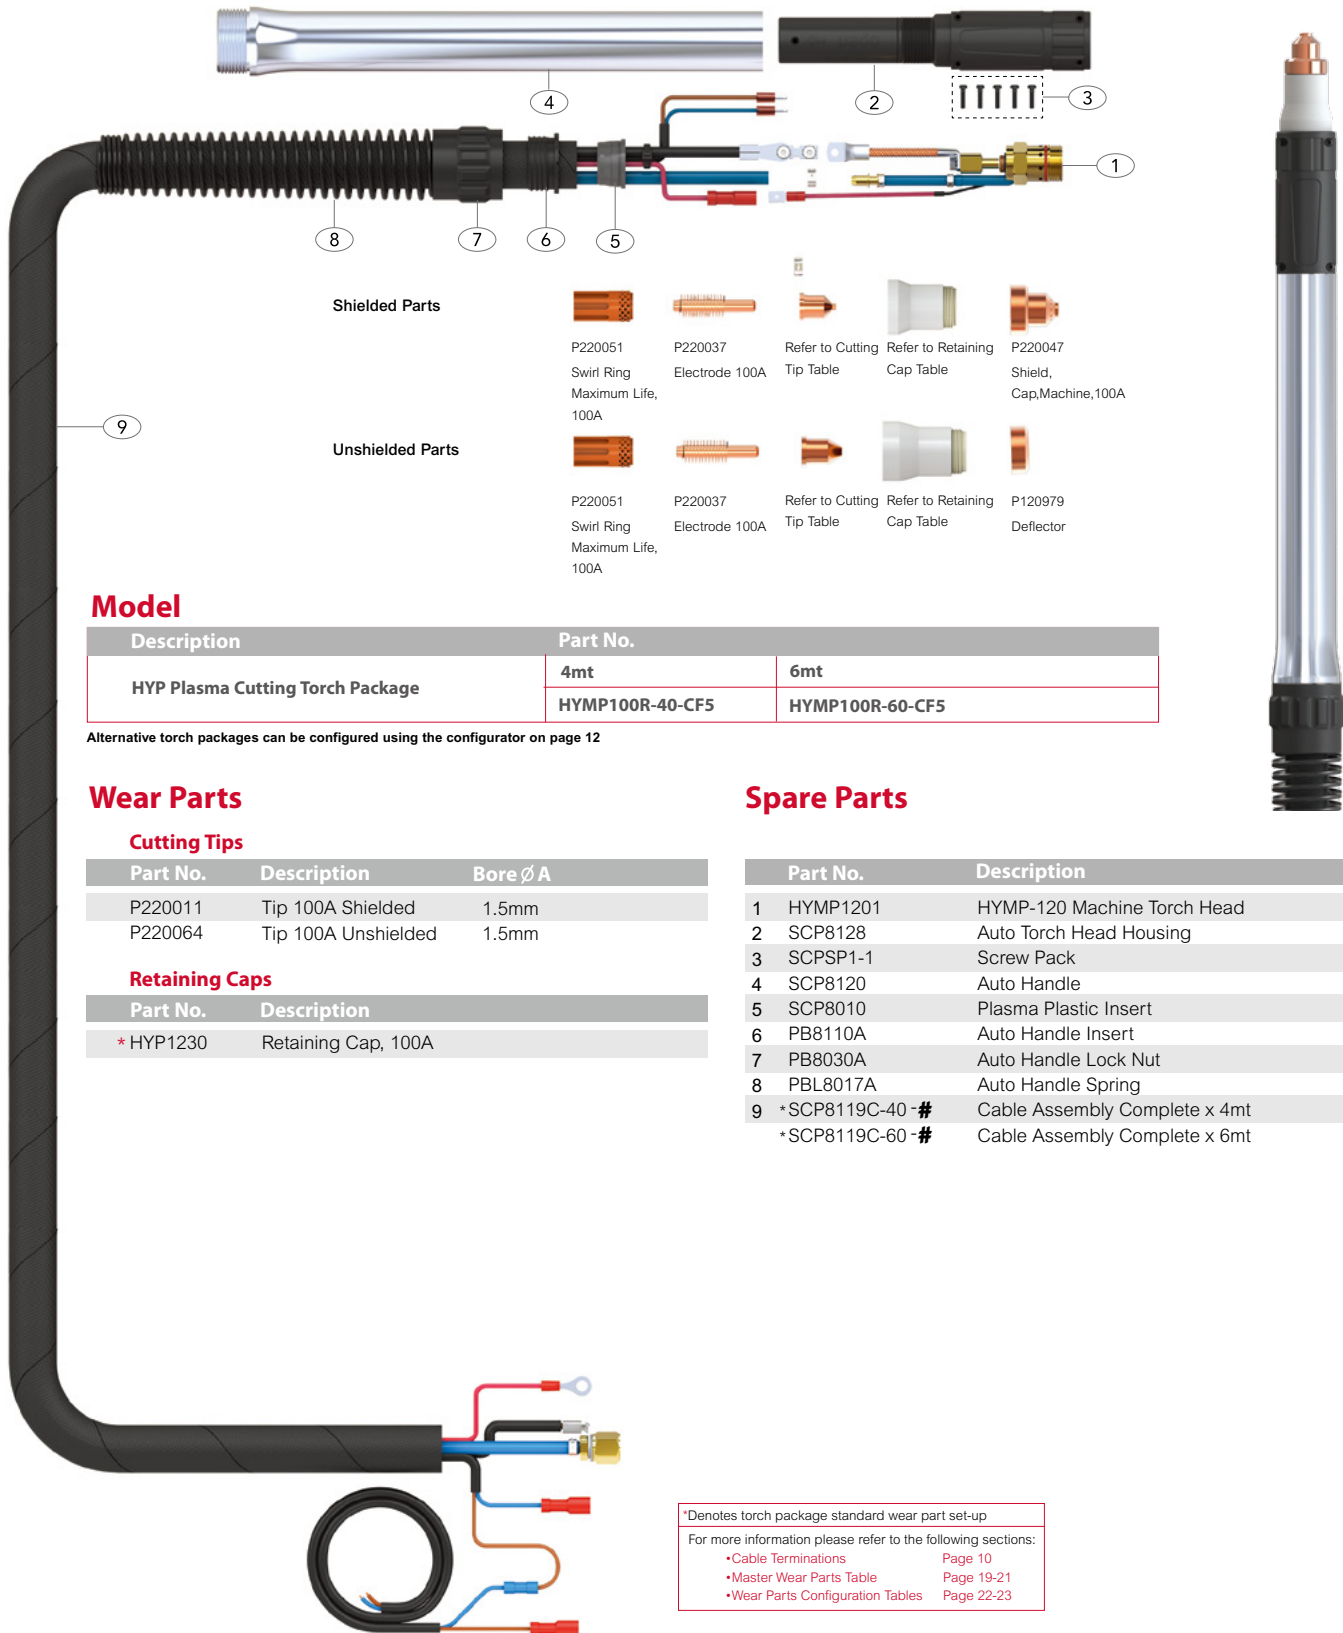 4
2
3
1
8
7
6
5
9
Shielded Parts
P220051
Swirl Ring
Maximum Life,
100A
P220037
Electrode 100A
Refer to Cutting
Tip Table
Refer to Retaining
Cap Table
P220047
Shield,
Cap,Machine,100A
Unshielded Parts
P220051
Swirl Ring
Maximum Life,
100A
P220037
Electrode 100A
Refer to Cutting
Tip Table
Refer to Retaining
Cap Table
P120979
Deflector
Model
Description Part No.
HYP Plasma Cutting Torch Package
4mt 6mt
HYMP100R-40-CF5 HYMP100R-60-CF5
Alternative torch packages can be configured using the configurator on page 12
Wear Parts
Cutting Tips
Part No. Description Bore Ø A
P220011 Tip 100A Shielded 1.5mm
P220064 Tip 100A Unshielded 1.5mm
Retaining Caps
Part No. Description
* HYP1230 Retaining Cap, 100A
Spare Parts
Part No. Description
1 HYMP1201 HYMP-120 Machine Torch Head
2 SCP8128 Auto Torch Head Housing
3 SCPSP1-1 Screw Pack
4 SCP8120 Auto Handle
5 SCP8010 Plasma Plastic Insert
6 PB8110A Auto Handle Insert
7 PB8030A Auto Handle Lock Nut
8 PBL8017A Auto Handle Spring
9 *SCP8119C-40 -# Cable Assembly Complete x 4mt
*SCP8119C-60 -# Cable Assembly Complete x 6mt
*Denotes torch package standard wear part set-up
For more information please refer to the following sections:
•Cable Terminations Page 10
•Master Wear Parts Table Page 19-21
•Wear Parts Configuration Tables Page 22-23